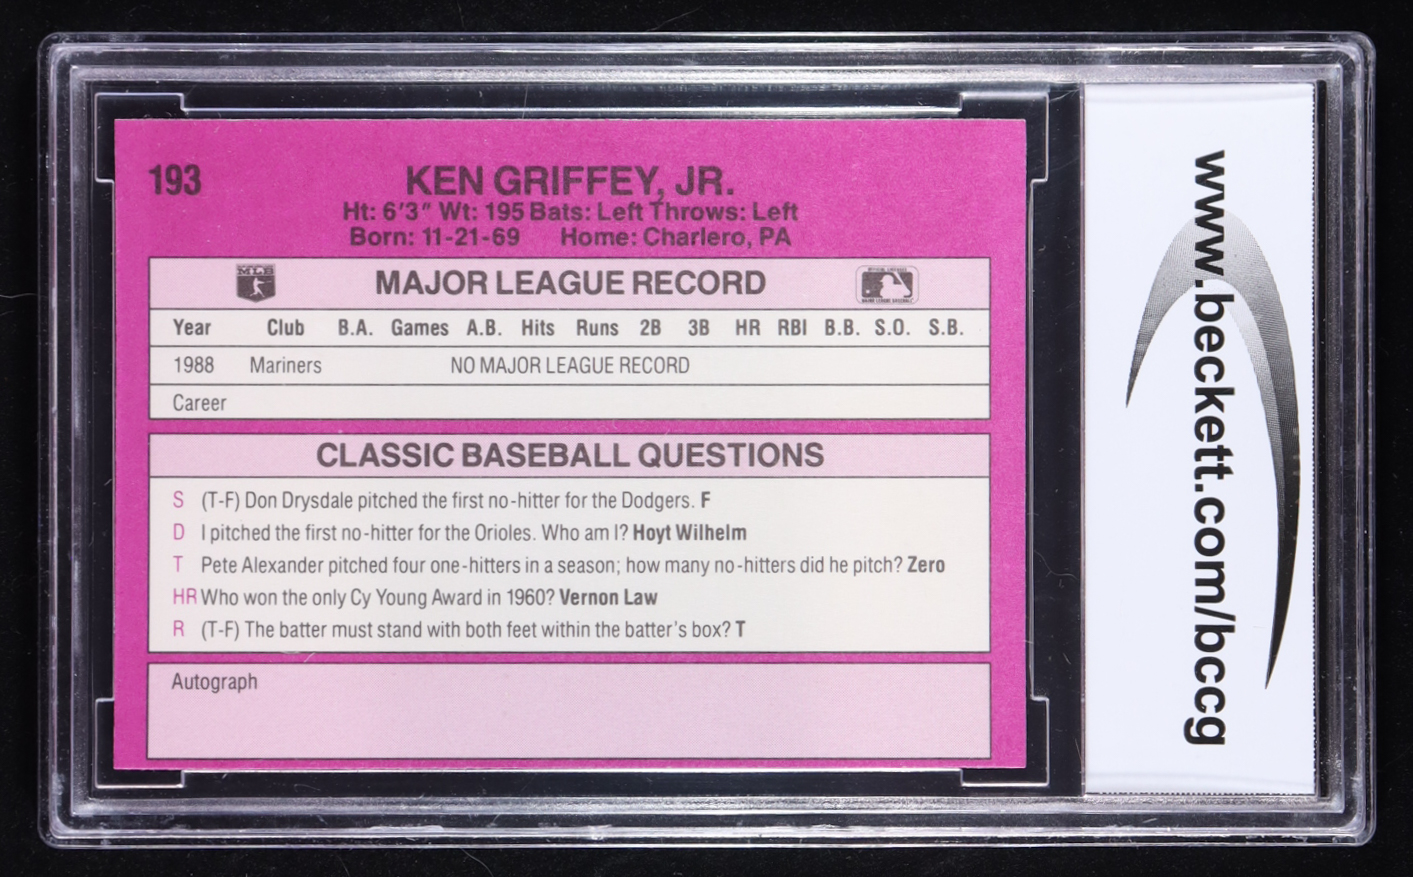 193
KEN GRIFFEY, JR.
Ht: 6'3" Wt: 195 Bats: Left Throws: Left
Born: 11-21-69 Home: Charlero, PA
MLB
MAJOR LEAGUE RECORD
Year Club B.A. Games A.B. Hits Runs 2B 3B HR RBI B.B. S.O. S.B.
1988 Mariners NO MAJOR LEAGUE RECORD
Career
CLASSIC BASEBALL QUESTIONS
S (T-F) Don Drysdale pitched the first no-hitter for the Dodgers. F
D I pitched the first no-hitter for the Orioles. Who am I? Hoyt Wilhelm
T Pete Alexander pitched four one-hitters in a season; how many no-hitters did he pitch? Zero
HR Who won the only Cy Young Award in 1960? Vernon Law
R (T-F) The batter must stand with both feet within the batter's box? T
Autograph
www.beckett.com/bccg